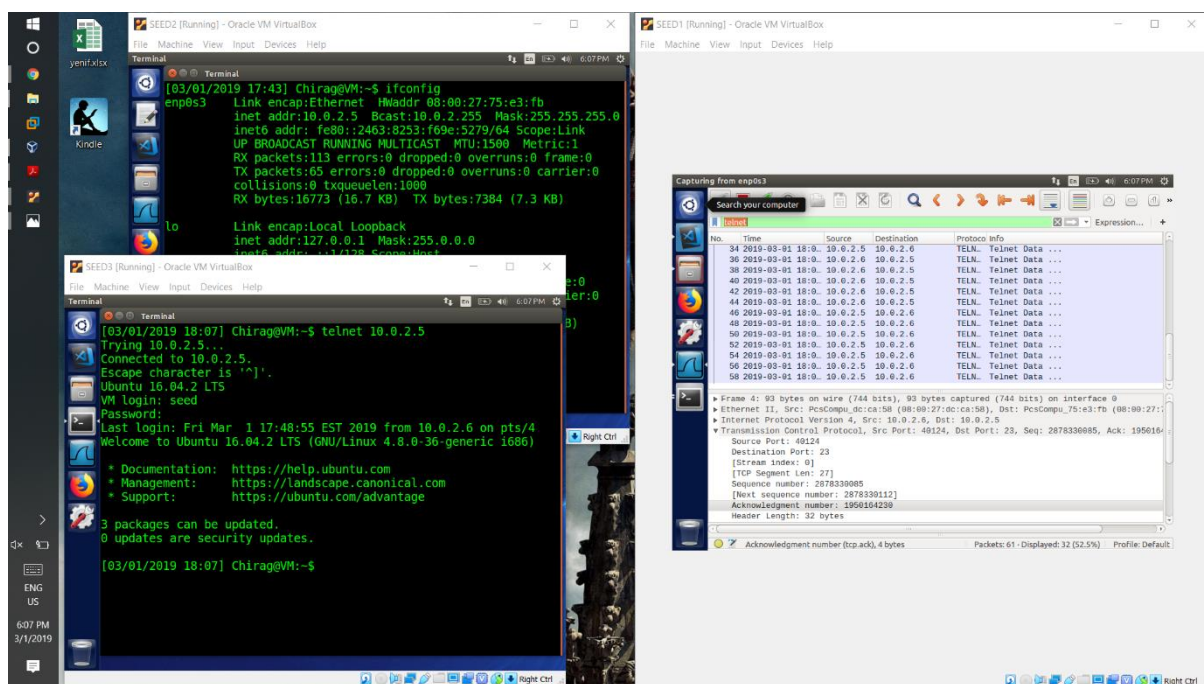 yenif.xlsx
Kindle
ENG
US
6:07 PM
3/1/2019
SEED2 [Running] - Oracle VM VirtualBox
File Machine View Input Devices Help
Terminal
En 6:07PM
Terminal
[03/01/2019 17:43] Chirag@VM:~$ ifconfig
enp0s3 Link encap:Ethernet HWaddr 08:00:27:75:e3:fb
inet addr:10.0.2.5 Bcast:10.0.2.255 Mask:255.255.255.0
inet6 addr: fe80::2463:8253:f69e:5279/64 Scope:Link
UP BROADCAST RUNNING MULTICAST MTU:1500 Metric:1
RX packets:113 errors:0 dropped:0 overruns:0 frame:0
TX packets:65 errors:0 dropped:0 overruns:0 carrier:0
collisions:0 txqueuelen:1000
RX bytes:16773 (16.7 KB) TX bytes:7384 (7.3 KB)
lo Link encap:Local Loopback
inet addr:127.0.0.1 Mask:255.0.0.0
inet6 addr: ::1/128 Scope:Host
e:0
ier:0
B)
Right Ctrl
SEED3 [Running] - Oracle VM VirtualBox
File Machine View Input Devices Help
Terminal
En 6:07PM
Terminal
[03/01/2019 18:07] Chirag@VM:~$ telnet 10.0.2.5
Trying 10.0.2.5...
Connected to 10.0.2.5.
Escape character is '^]'.
Ubuntu 16.04.2 LTS
VM login: seed
Password:
Last login: Fri Mar 1 17:48:55 EST 2019 from 10.0.2.6 on pts/4
Welcome to Ubuntu 16.04.2 LTS (GNU/Linux 4.8.0-36-generic i686)
* Documentation: https://help.ubuntu.com
* Management: https://landscape.canonical.com
* Support: https://ubuntu.com/advantage
3 packages can be updated.
0 updates are security updates.
[03/01/2019 18:07] Chirag@VM:~$
Right Ctrl
SEED1 [Running] - Oracle VM VirtualBox
File Machine View Input Devices Help
Capturing from enp0s3
En 6:07PM
Search your computer
telnet
Expression... +
No. Time Source Destination Protoco Info
34 2019-03-01 18:0… 10.0.2.5 10.0.2.6 TELN… Telnet Data ...
36 2019-03-01 18:0… 10.0.2.6 10.0.2.5 TELN… Telnet Data ...
38 2019-03-01 18:0… 10.0.2.6 10.0.2.5 TELN… Telnet Data ...
40 2019-03-01 18:0… 10.0.2.6 10.0.2.5 TELN… Telnet Data ...
42 2019-03-01 18:0… 10.0.2.6 10.0.2.5 TELN… Telnet Data ...
44 2019-03-01 18:0… 10.0.2.6 10.0.2.5 TELN… Telnet Data ...
46 2019-03-01 18:0… 10.0.2.5 10.0.2.6 TELN… Telnet Data ...
48 2019-03-01 18:0… 10.0.2.5 10.0.2.6 TELN… Telnet Data ...
50 2019-03-01 18:0… 10.0.2.5 10.0.2.6 TELN… Telnet Data ...
52 2019-03-01 18:0… 10.0.2.5 10.0.2.6 TELN… Telnet Data ...
54 2019-03-01 18:0… 10.0.2.5 10.0.2.6 TELN… Telnet Data ...
56 2019-03-01 18:0… 10.0.2.5 10.0.2.6 TELN… Telnet Data ...
58 2019-03-01 18:0… 10.0.2.5 10.0.2.6 TELN… Telnet Data ...
Frame 4: 93 bytes on wire (744 bits), 93 bytes captured (744 bits) on interface 0
Ethernet II, Src: PcsCompu_dc:ca:58 (08:00:27:dc:ca:58), Dst: PcsCompu_75:e3:fb (08:00:27:
Internet Protocol Version 4, Src: 10.0.2.6, Dst: 10.0.2.5
Transmission Control Protocol, Src Port: 40124, Dst Port: 23, Seq: 2878330085, Ack: 1950164
Source Port: 40124
Destination Port: 23
[Stream index: 0]
[TCP Segment Len: 27]
Sequence number: 2878330085
[Next sequence number: 2878330112]
Acknowledgment number: 1950164230
Header Length: 32 bytes
Acknowledgment number (tcp.ack), 4 bytes
Packets: 61 · Displayed: 32 (52.5%)
Profile: Default
Right Ctrl